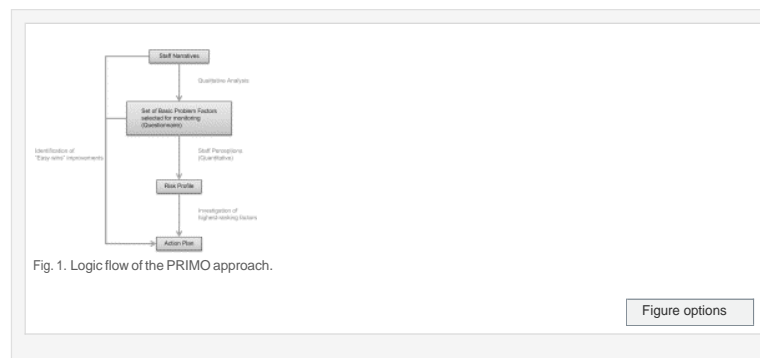 Staff Narratives
Qualitative Analysis
Set of Basic Problem Factors
selected for monitoring
(Questionnaire)
Identification of
"Easy-wins" improvements
Staff Perceptions
(Quantitative)
Risk Profile
Investigation of
highest-ranking factors
Action Plan
Fig. 1. Logic flow of the PRIMO approach.
Figure options